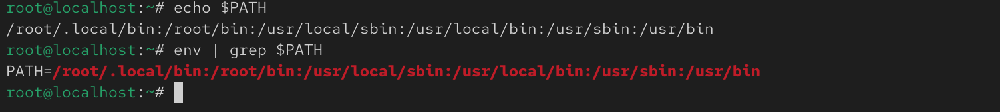 root@localhost:~# echo $PATH
/root/.local/bin:/root/bin:/usr/local/sbin:/usr/local/bin:/usr/sbin:/usr/bin
root@localhost:~# env | grep $PATH
PATH=/root/.local/bin:/root/bin:/usr/local/sbin:/usr/local/bin:/usr/sbin:/usr/bin
root@localhost:~#